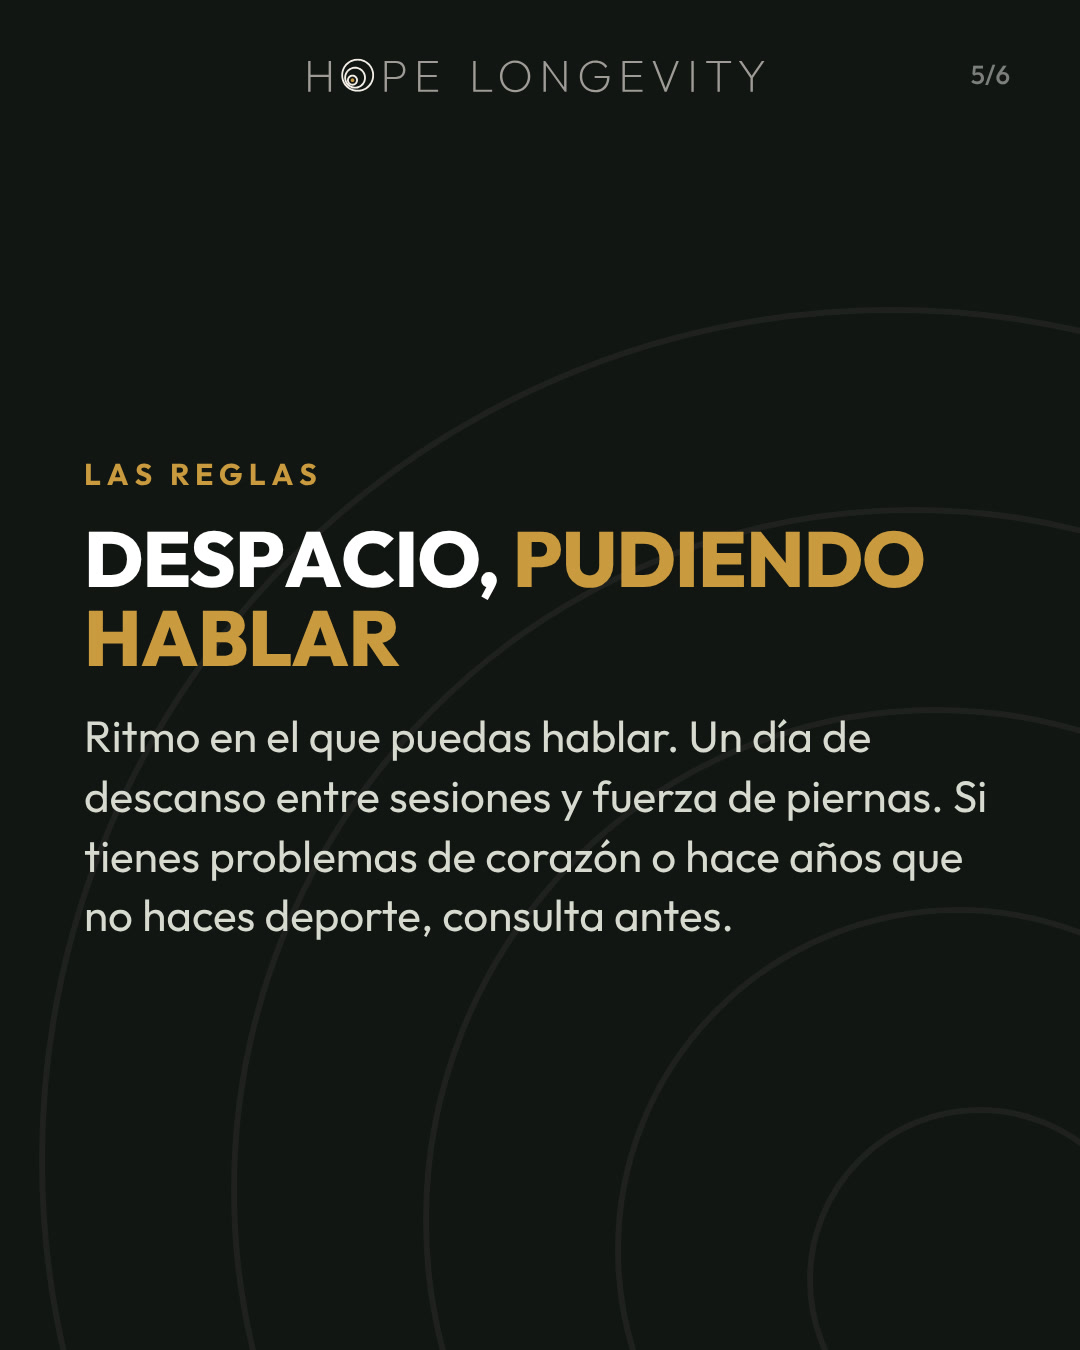 HOPE LONGEVITY
5/6
LAS REGLAS
DESPACIO, PUDIENDO
HABLAR
Ritmo en el que puedas hablar. Un día de
descanso entre sesiones y fuerza de piernas. Si
tienes problemas de corazón o hace años que
no haces deporte, consulta antes.